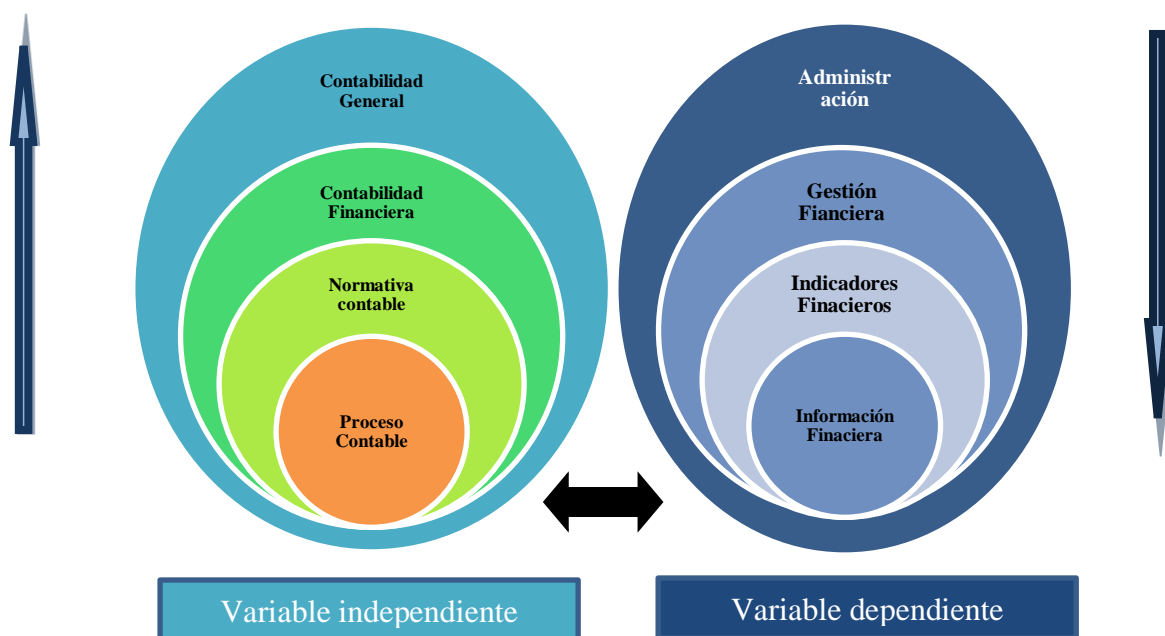 Contabilidad
General
Contabilidad
Financiera
Normativa
contable
Proceso
Contable
Administr
ación
Gestión
Fianciera
Indicadores
Finacieros
Información
Finaciera
Variable independiente
Variable dependiente